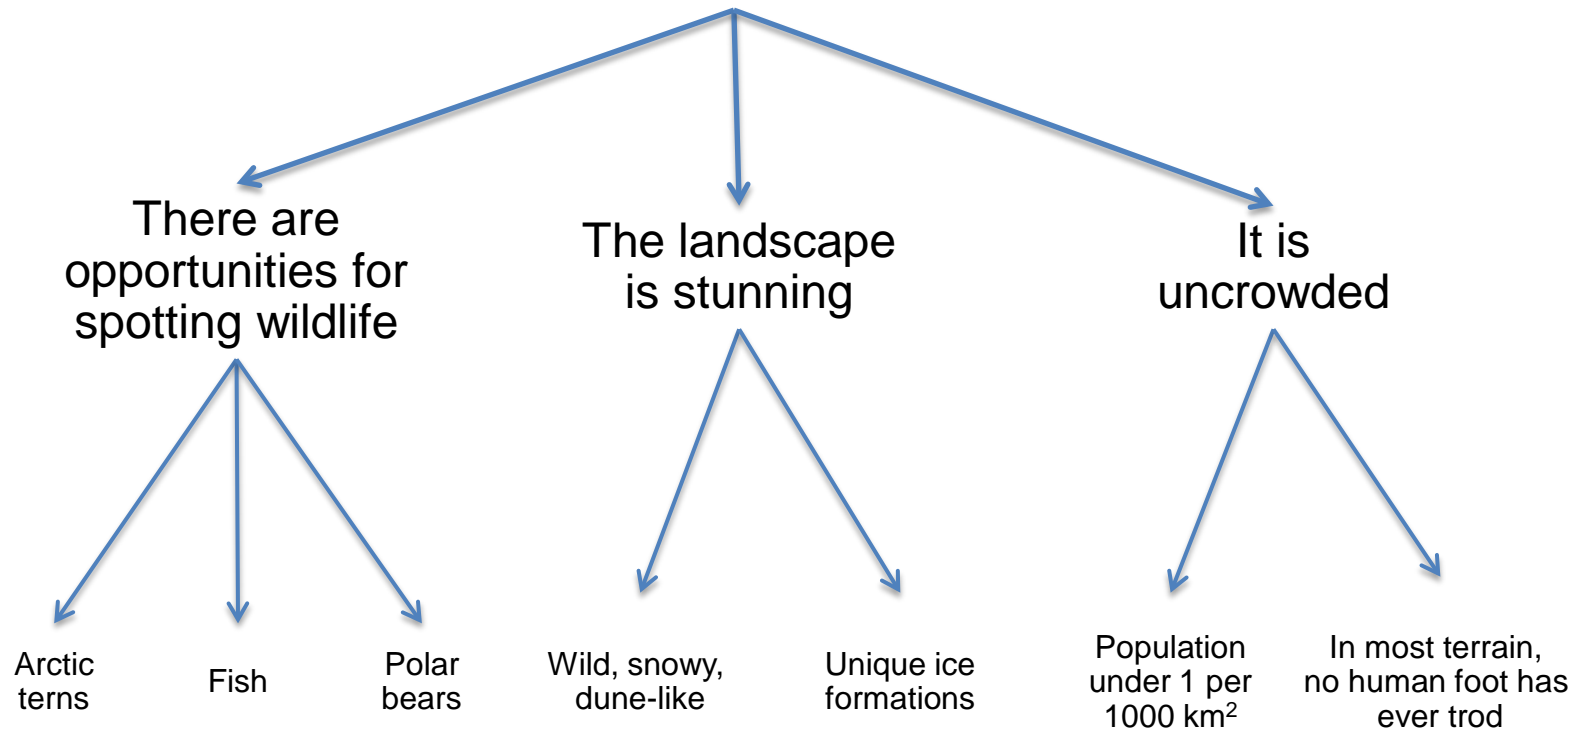 There are
opportunities for
spotting wildlife
The landscape
is stunning
It is
uncrowded
Arctic
terns
Fish
Polar
bears
Wild, snowy,
dune-like
Unique ice
formations
Population
under 1 per
1000 km²
In most terrain,
no human foot has
ever trod